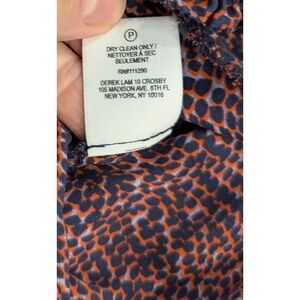 P
DRY CLEAN ONLY /
NETTOYER À SEC
SEULEMENT
RN#111290
DEREK LAM 10 CROSBY
105 MADISON AVE. 8TH FL
NEW YORK, NY 10016